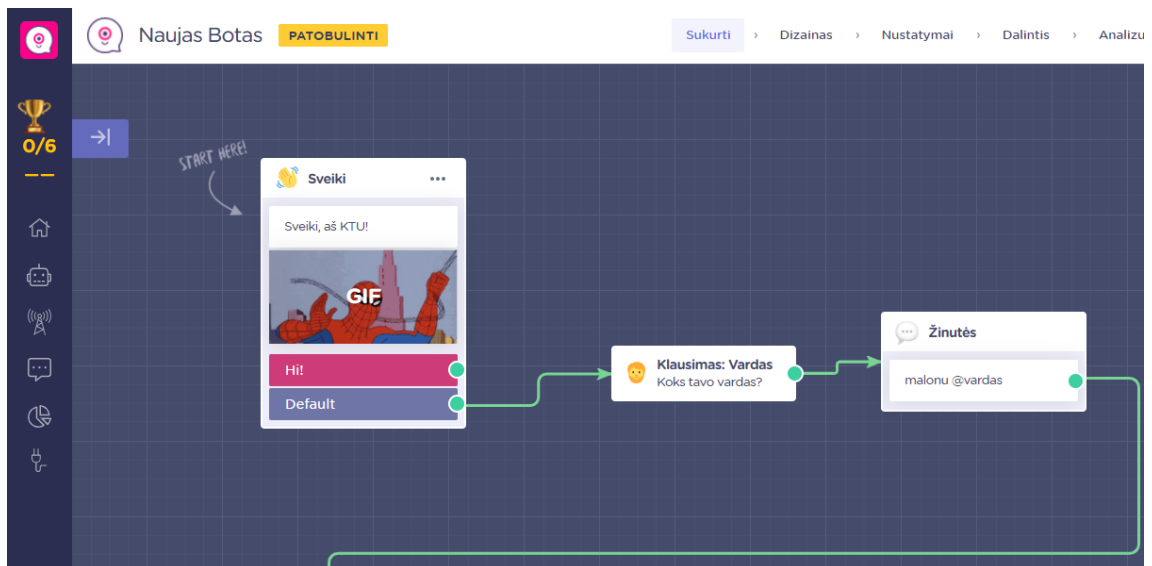 Naujas Botas PATOBULINTI Sukurti › Dizainas › Nustatymai › Dalintis › Analizu
0/6
START HERE!
Sveiki
Sveiki, aš KTU!
GIF
Hi!
Default
Klausimas: Vardas
Koks tavo vardas?
Žinutės
malonu @vardas